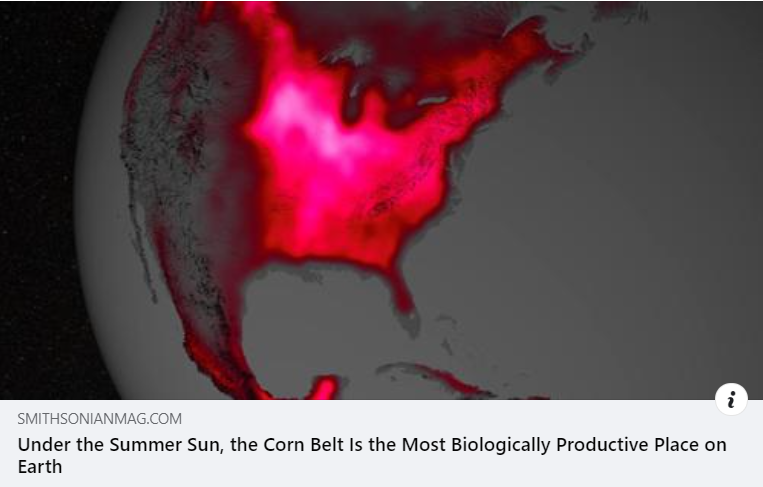 i
SMITHSONIANMAG.COM
Under the Summer Sun, the Corn Belt Is the Most Biologically Productive Place on
Earth